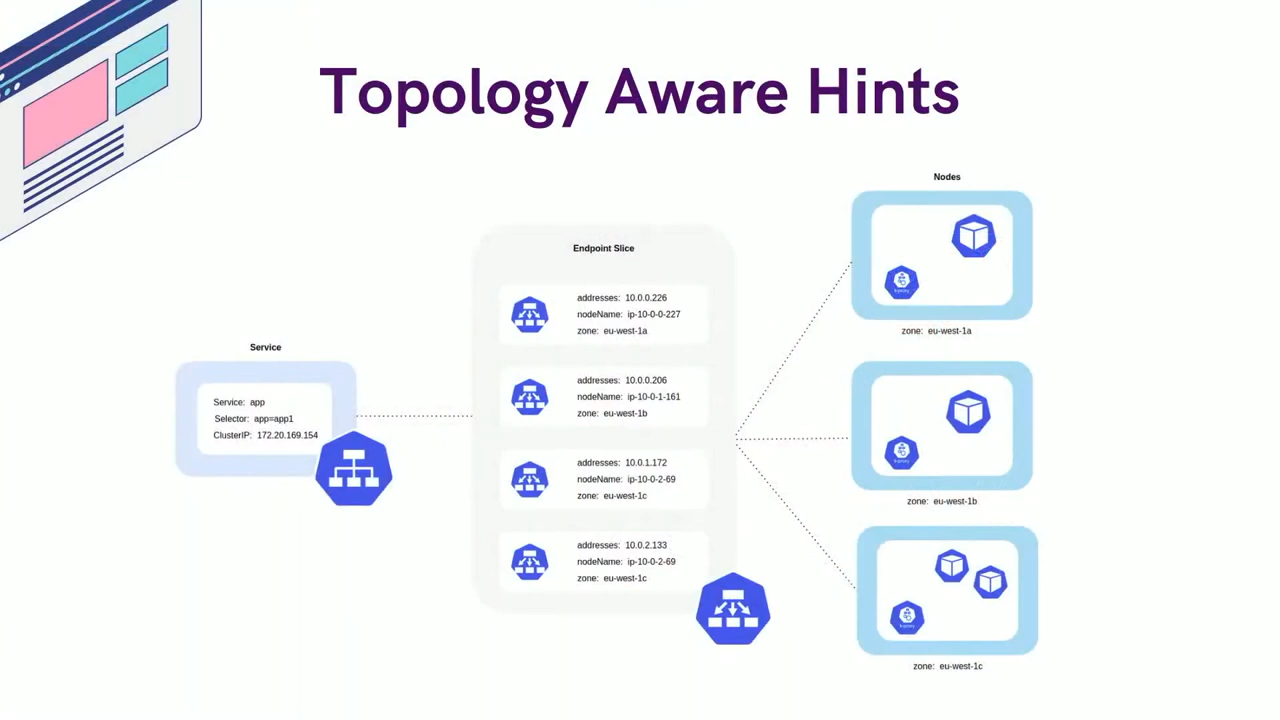 Topology Aware Hints
Service
Service: app
Selector: app=app1
ClusterIP: 172.20.169.154
Endpoint Slice
addresses: 10.0.0.226
nodeName: ip-10-0-0-227
zone: eu-west-1a
addresses: 10.0.0.206
nodeName: ip-10-0-1-161
zone: eu-west-1b
addresses: 10.0.1.172
nodeName: ip-10-0-2-69
zone: eu-west-1c
addresses: 10.0.2.133
nodeName: ip-10-0-2-69
zone: eu-west-1c
Nodes
zone: eu-west-1a
zone: eu-west-1b
zone: eu-west-1c